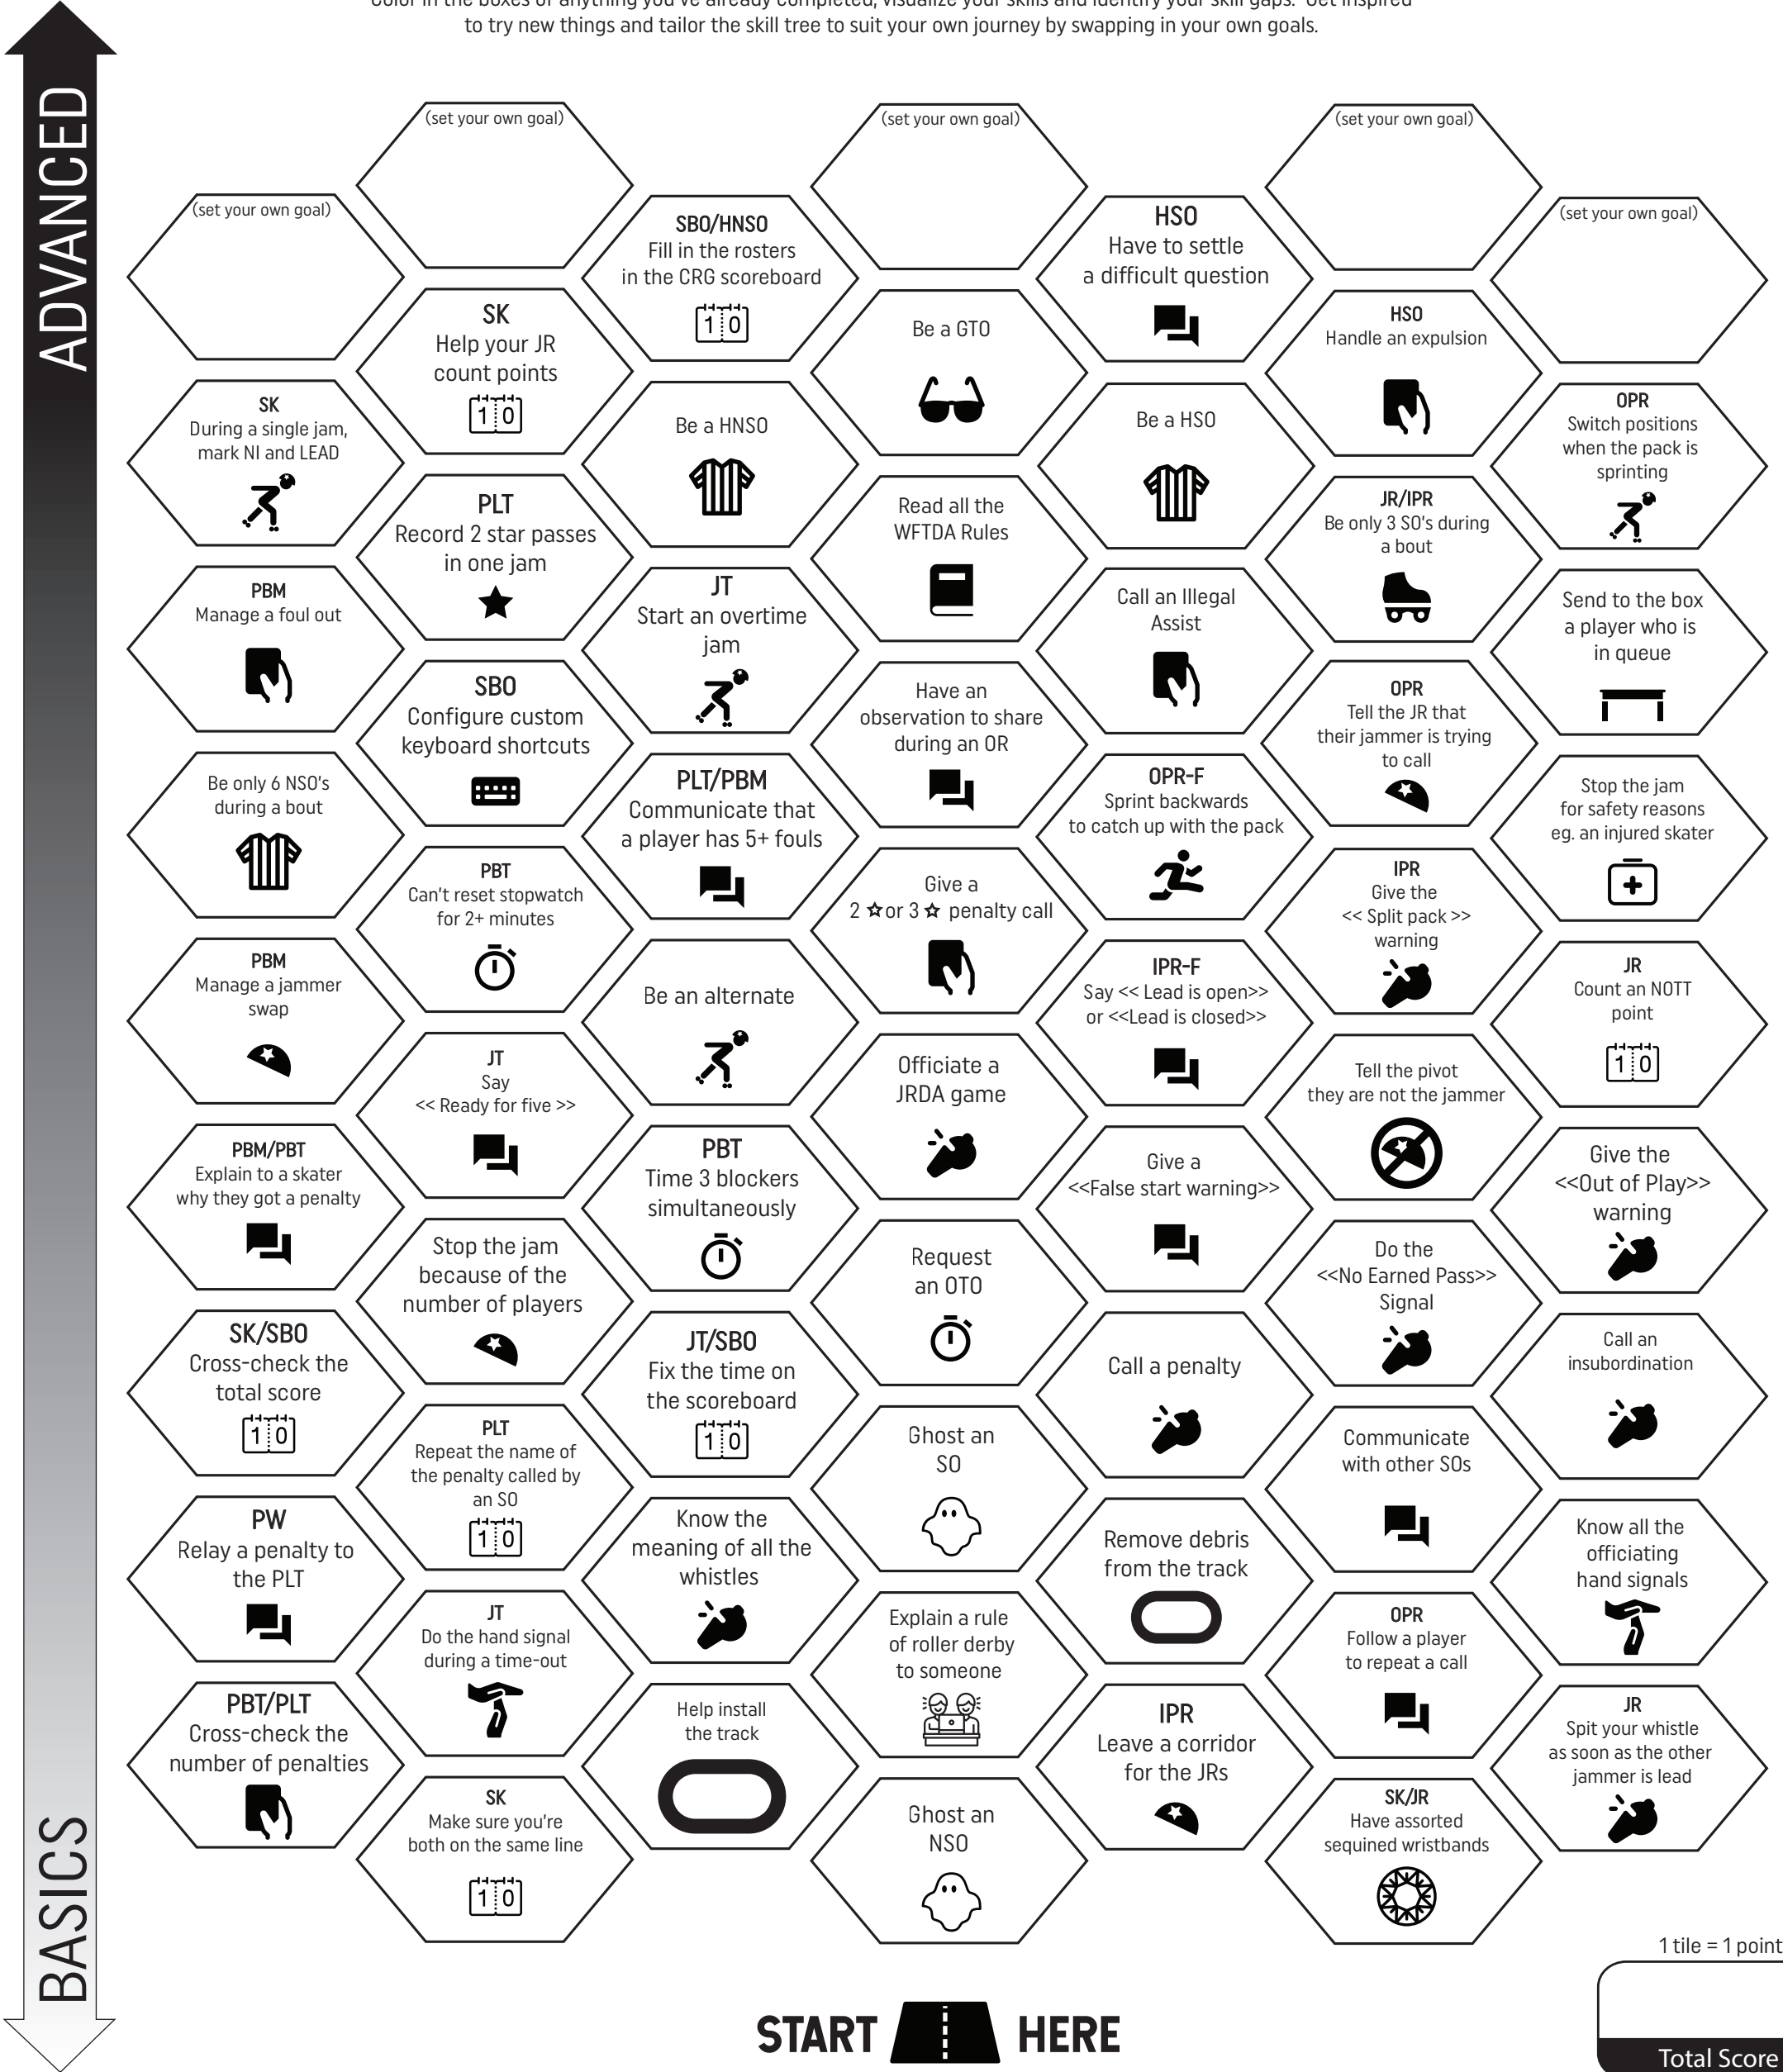 Color in the boxes of anything you've already completed, visualize your skills and identify your skill gaps. Get inspired
to try new things and tailor the skill tree to suit your own journey by swapping in your own goals.
ADVANCED
(set your own goal)
(set your own goal)
(set your own goal)
(set your own goal)
(set your own goal)
SBO/HNSO
Fill in the rosters
in the CRG scoreboard
1 0
HSO
Have to settle
a difficult question
SK
Help your JR
count points
1 0
Be a GTO
HSO
Handle an expulsion
SK
During a single jam,
mark NI and LEAD
Be a HNSO
Be a HSO
OPR
Switch positions
when the pack is
sprinting
PLT
Record 2 star passes
in one jam
Read all the
WFTDA Rules
JR/IPR
Be only 3 SO's during
a bout
PBM
Manage a foul out
JT
Start an overtime
jam
Call an Illegal
Assist
Send to the box
a player who is
in queue
SBO
Configure custom
keyboard shortcuts
Have an
observation to share
during an OR
OPR
Tell the JR that
their jammer is trying
to call
Be only 6 NSO's
during a bout
PLT/PBM
Communicate that
a player has 5+ fouls
OPR-F
Sprint backwards
to catch up with the pack
Stop the jam
for safety reasons
eg. an injured skater
PBT
Can't reset stopwatch
for 2+ minutes
Give a
2 ☆ or 3 ☆ penalty call
IPR
Give the
<< Split pack >>
warning
PBM
Manage a jammer
swap
Be an alternate
IPR-F
Say << Lead is open>>
or <<Lead is closed>>
JR
Count an NOTT
point
1 0
JT
Say
<< Ready for five >>
Officiate a
JRDA game
Tell the pivot
they are not the jammer
PBM/PBT
Explain to a skater
why they got a penalty
PBT
Time 3 blockers
simultaneously
Give a
<<False start warning>>
Give the
<<Out of Play>>
warning
Stop the jam
because of the
number of players
Request
an OTO
Do the
<<No Earned Pass>>
Signal
SK/SBO
Cross-check the
total score
1 0
JT/SBO
Fix the time on
the scoreboard
1 0
Call a penalty
Call an
insubordination
PLT
Repeat the name of
the penalty called by
an SO
1 0
Ghost an
SO
Communicate
with other SOs
PW
Relay a penalty to
the PLT
Know the
meaning of all the
whistles
Remove debris
from the track
Know all the
officiating
hand signals
JT
Do the hand signal
during a time-out
Explain a rule
of roller derby
to someone
OPR
Follow a player
to repeat a call
PBT/PLT
Cross-check the
number of penalties
Help install
the track
IPR
Leave a corridor
for the JRs
JR
Spit your whistle
as soon as the other
jammer is lead
SK
Make sure you're
both on the same line
1 0
Ghost an
NSO
SK/JR
Have assorted
sequined wristbands
BASICS
1 tile = 1 point
START HERE
Total Score